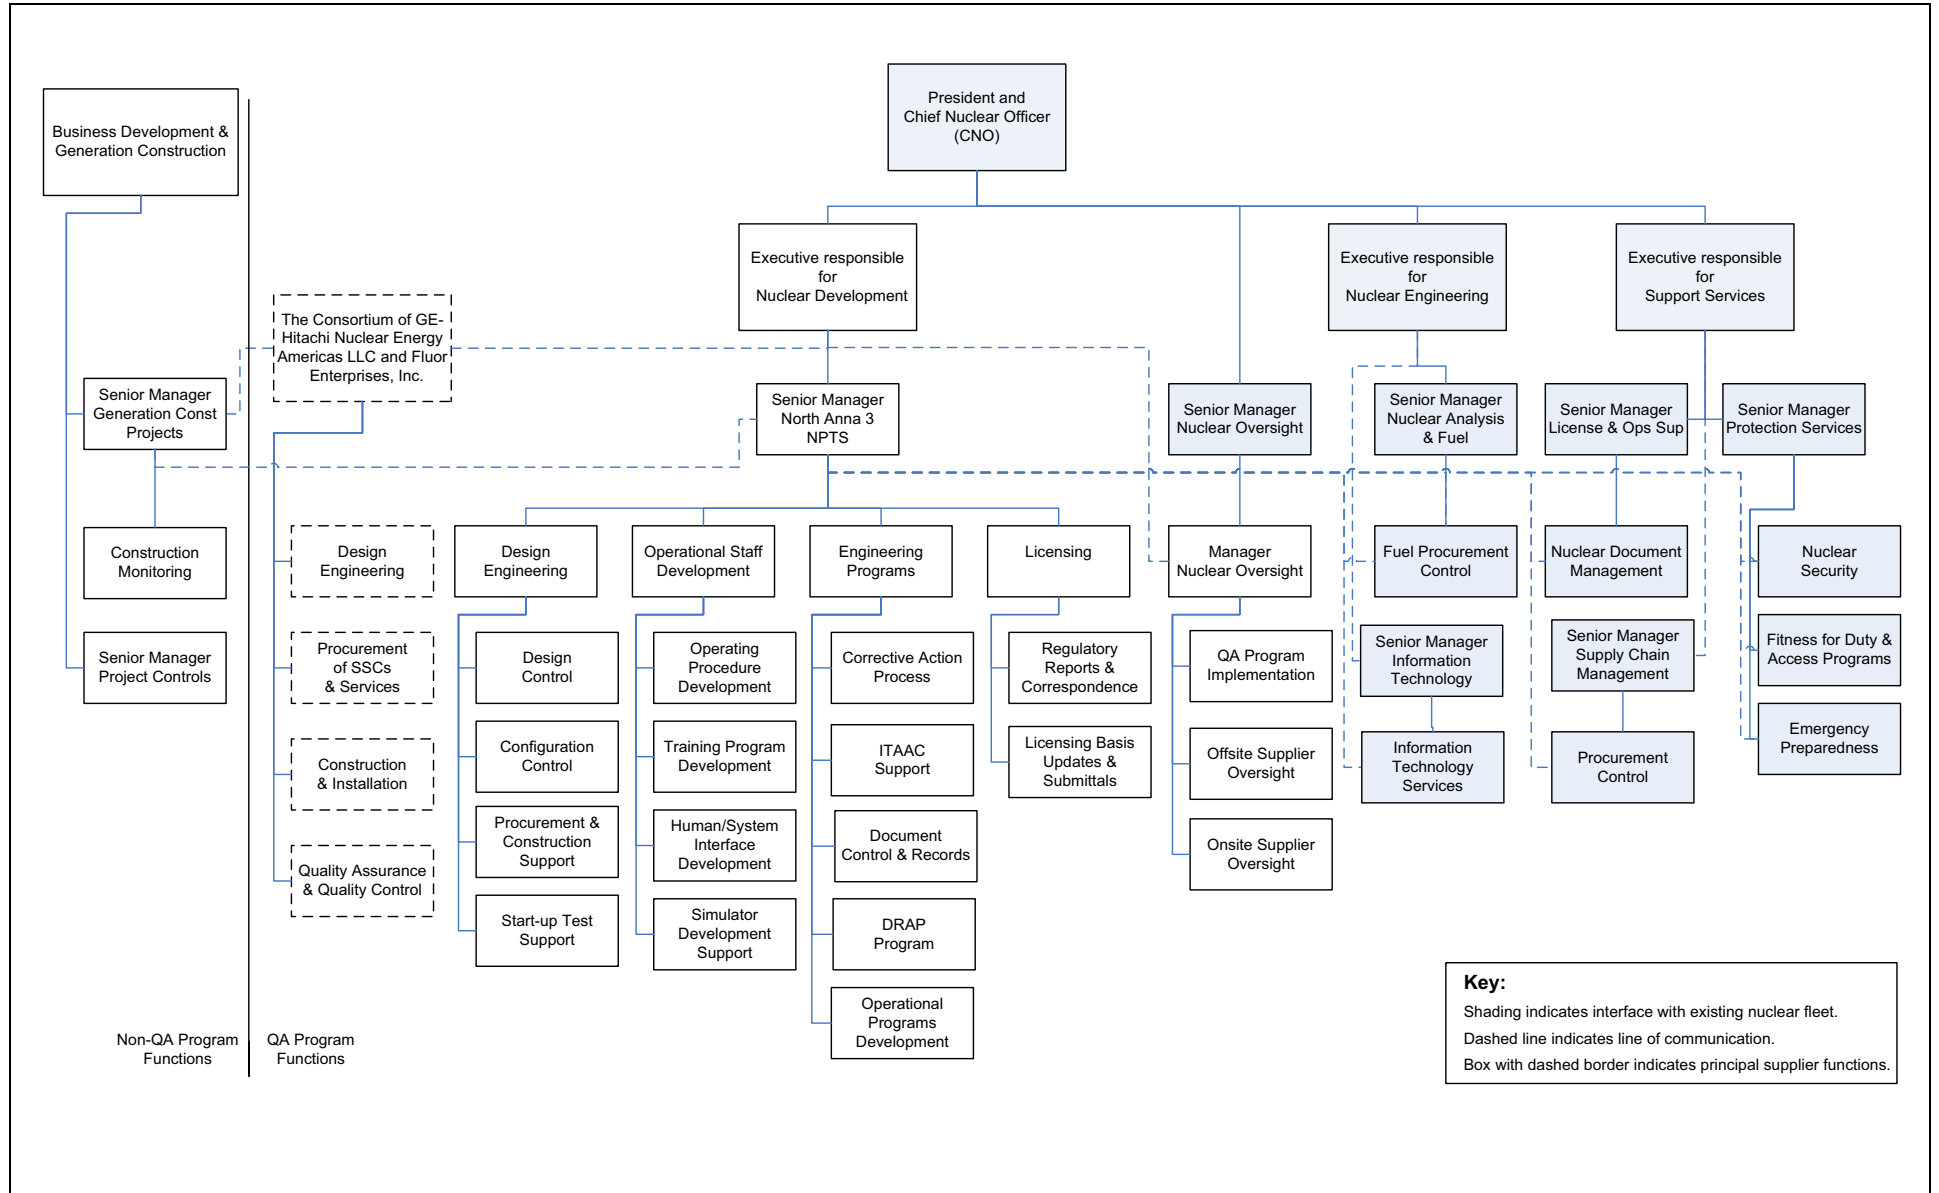 Business Development &
Generation Construction
President and
Chief Nuclear Officer
(CNO)
Executive responsible
for
Nuclear Development
Executive responsible
for
Nuclear Engineering
Executive responsible
for
Support Services
The Consortium of GE-
Hitachi Nuclear Energy
Americas LLC and Fluor
Enterprises, Inc.
Senior Manager
Generation Const
Projects
Senior Manager
North Anna 3
NPTS
Senior Manager
Nuclear Oversight
Senior Manager
Nuclear Analysis
& Fuel
Senior Manager
License & Ops Sup
Senior Manager
Protection Services
Construction
Monitoring
Design
Engineering
Design
Engineering
Operational Staff
Development
Engineering
Programs
Licensing
Manager
Nuclear Oversight
Fuel Procurement
Control
Nuclear Document
Management
Nuclear
Security
Senior Manager
Project Controls
Procurement
of SSCs
& Services
Design
Control
Operating
Procedure
Development
Corrective Action
Process
Regulatory
Reports &
Correspondence
QA Program
Implementation
Senior Manager
Information
Technology
Senior Manager
Supply Chain
Management
Fitness for Duty &
Access Programs
Construction
& Installation
Configuration
Control
Training Program
Development
ITAAC
Support
Licensing Basis
Updates &
Submittals
Offsite Supplier
Oversight
Information
Technology
Services
Procurement
Control
Emergency
Preparedness
Quality Assurance
& Quality Control
Procurement &
Construction
Support
Human/System
Interface
Development
Document
Control & Records
Onsite Supplier
Oversight
Start-up Test
Support
Simulator
Development
Support
DRAP
Program
Operational
Programs
Development
Non-QA Program
Functions
QA Program
Functions
Key:
Shading indicates interface with existing nuclear fleet.
Dashed line indicates line of communication.
Box with dashed border indicates principal supplier functions.